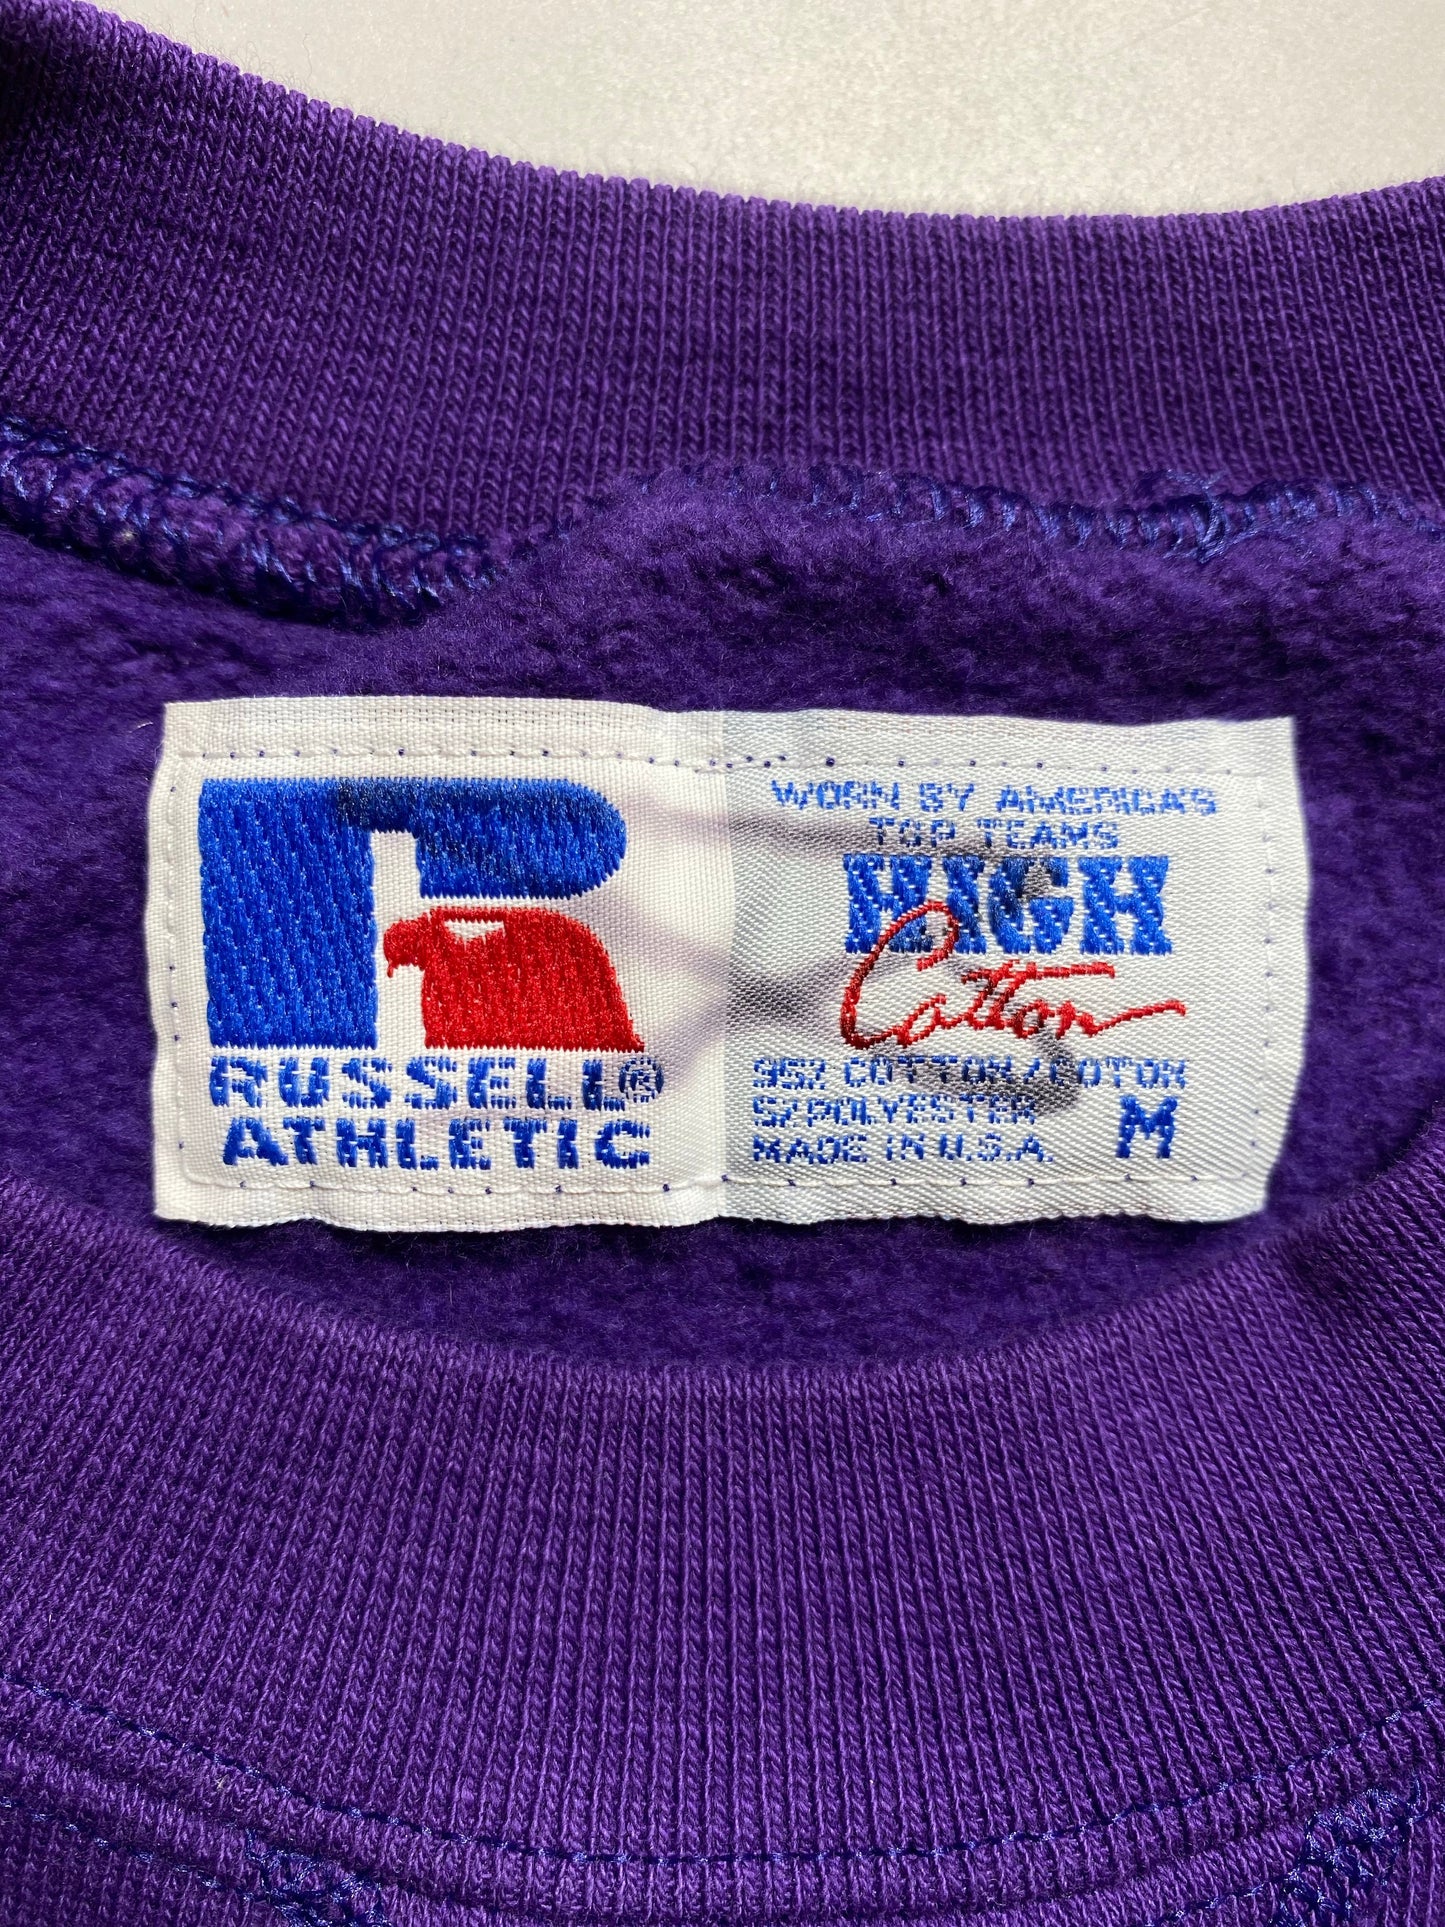 RUSSELL®
ATHLETIC
WORN BY AMERICA'S
TOP TEAMS
HIGH
Cotton
95% COTTON/COTON
5%POLYESTER
MADE IN U.S.A.
M